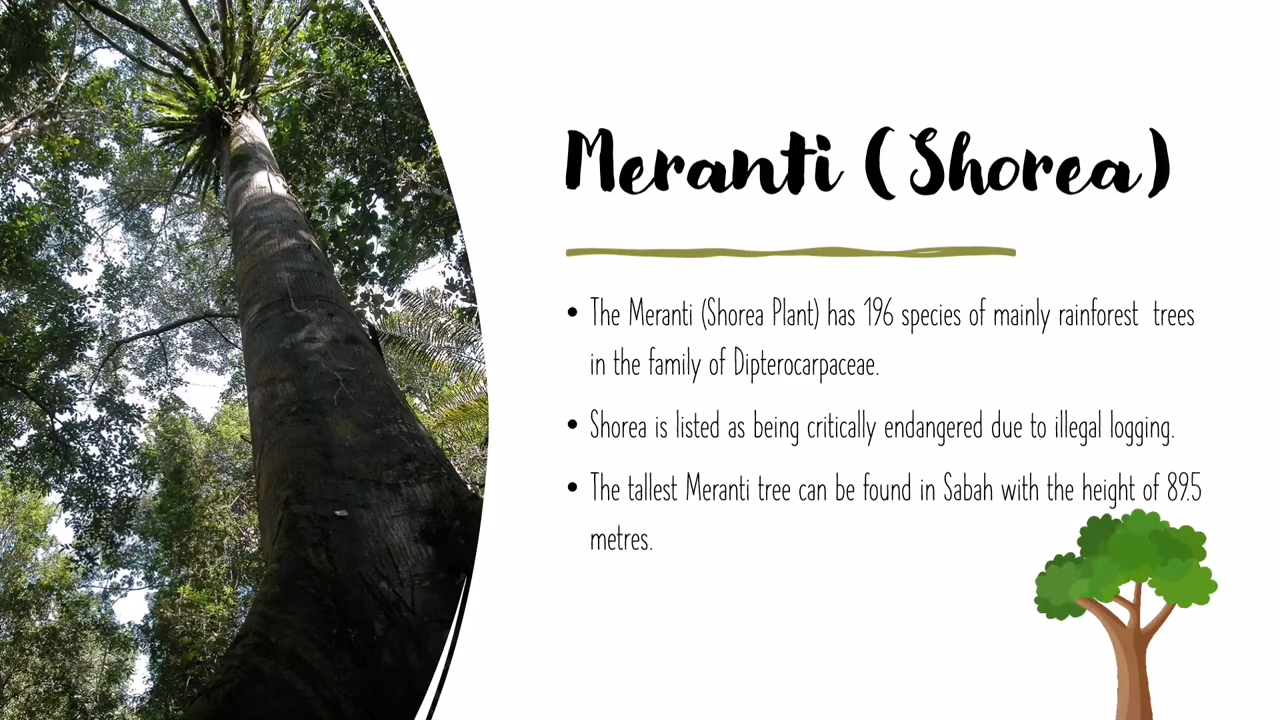 Meranti (Shorea)
• The Meranti (Shorea Plant) has 196 species of mainly rainforest trees
in the family of Dipterocarpaceae.
• Shorea is listed as being critically endangered due to illegal logging.
• The tallest Meranti tree can be found in Sabah with the height of 89.5
metres.